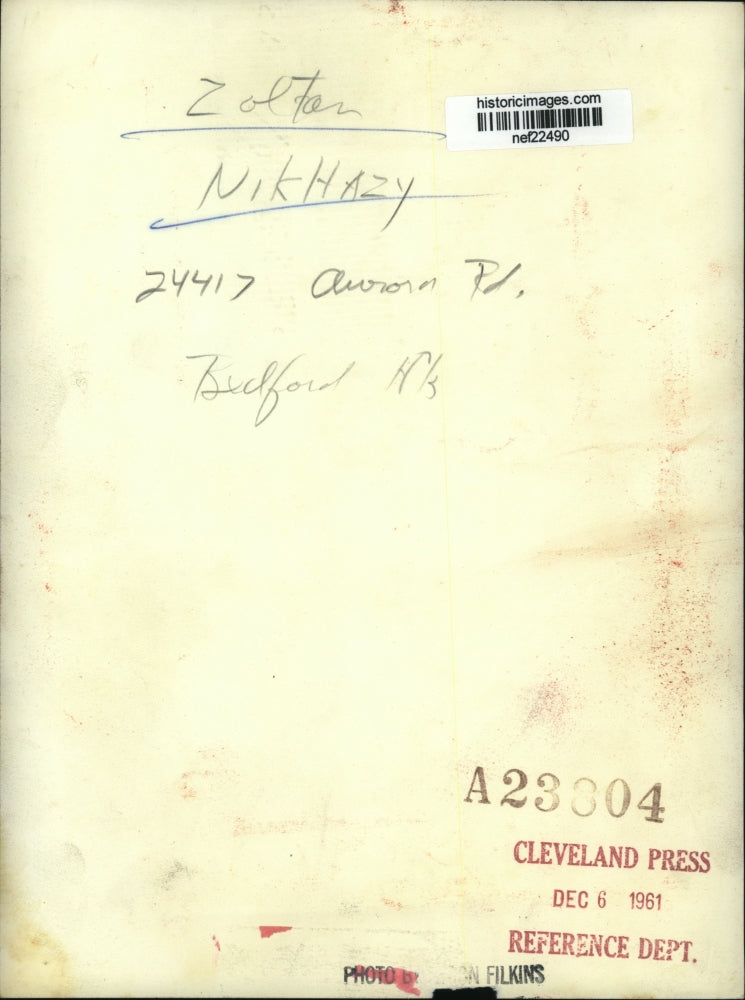 Zoltan
historicimages.com
nef22490
NIKHAZY
24417 Aurora Rd.
Bedford Hts
A23804
CLEVELAND PRESS
DEC 6 1961
REFERENCE DEPT.
PHOTO FILKINS